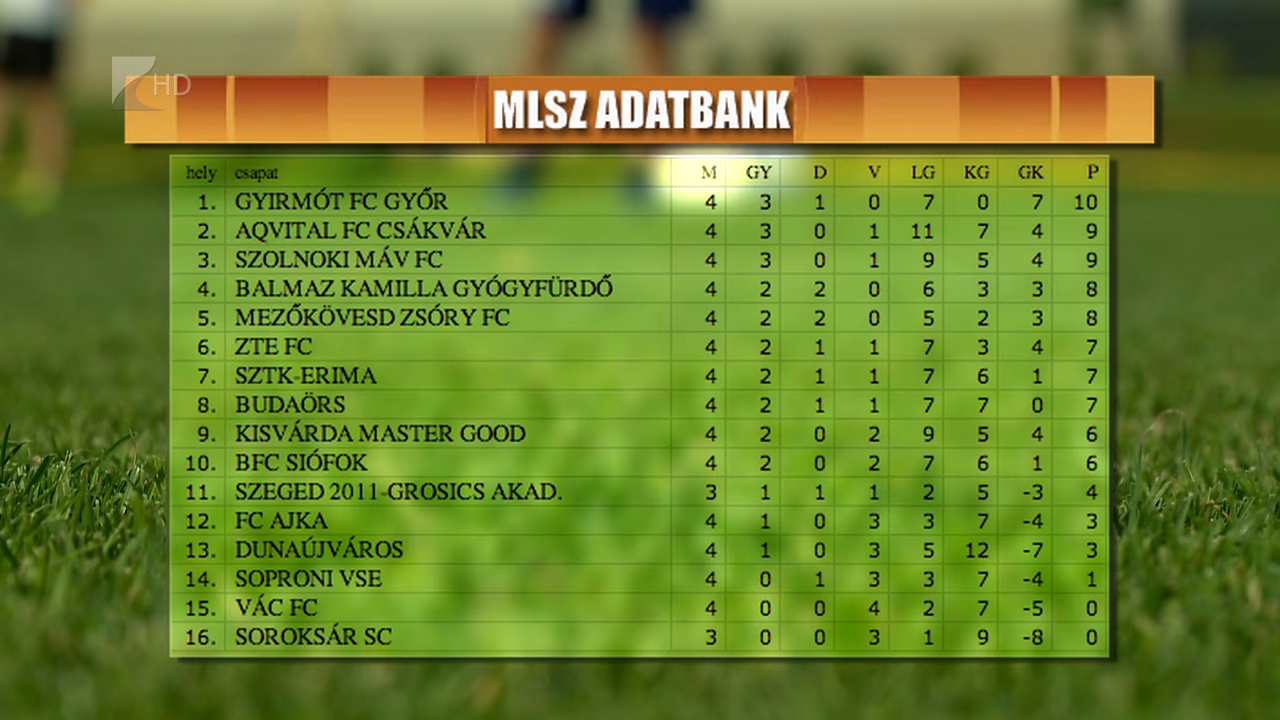 HD
MLSZ ADATBANK
hely csapat M GY D V LG KG GK P
1. GYIRMÓT FC GYŐR 4 3 1 0 7 0 7 10
2. AQVITAL FC CSÁKVÁR 4 3 0 1 11 7 4 9
3. SZOLNOKI MÁV FC 4 3 0 1 9 5 4 9
4. BALMAZ KAMILLA GYÓGYFÜRDŐ 4 2 2 0 6 3 3 8
5. MEZŐKÖVESD ZSÓRY FC 4 2 2 0 5 2 3 8
6. ZTE FC 4 2 1 1 7 3 4 7
7. SZTK-ERIMA 4 2 1 1 7 6 1 7
8. BUDAÖRS 4 2 1 1 7 7 0 7
9. KISVÁRDA MASTER GOOD 4 2 0 2 9 5 4 6
10. BFC SIÓFOK 4 2 0 2 7 6 1 6
11. SZEGED 2011-GROSICS AKAD. 3 1 1 1 2 5 -3 4
12. FC AJKA 4 1 0 3 3 7 -4 3
13. DUNAÚJVÁROS 4 1 0 3 5 12 -7 3
14. SOPRONI VSE 4 0 1 3 3 7 -4 1
15. VÁC FC 4 0 0 4 2 7 -5 0
16. SOROKSÁR SC 3 0 0 3 1 9 -8 0